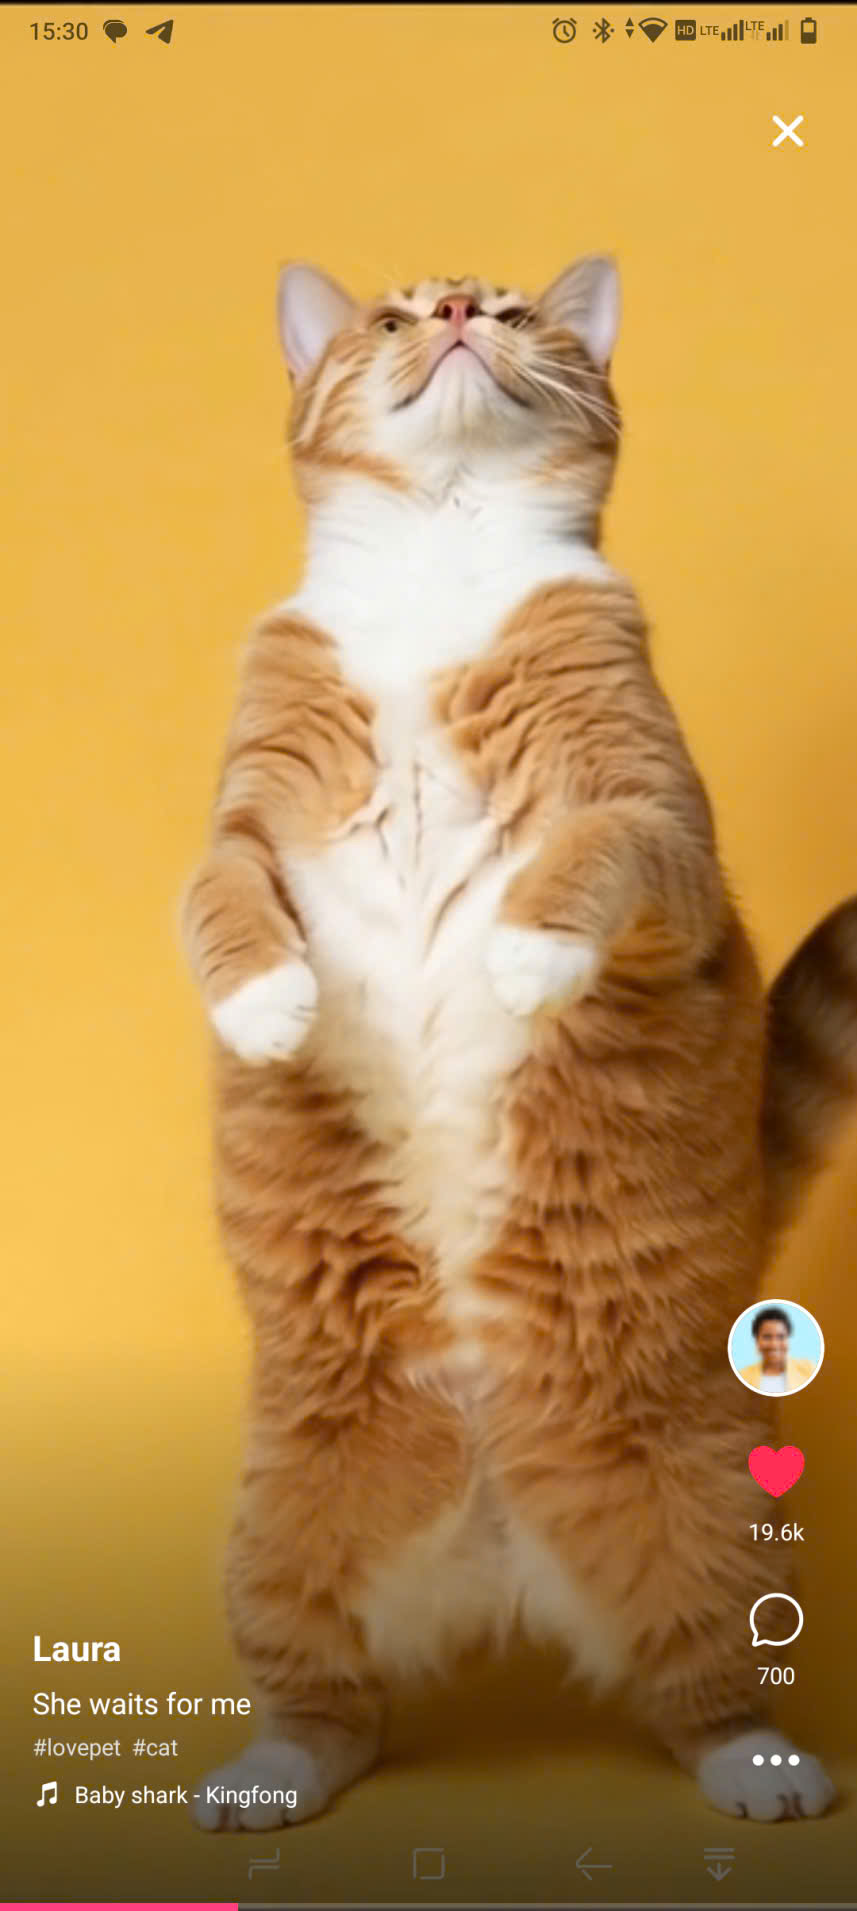 15:30
HD LTE LTE
19.6k
700
Laura
She waits for me
#lovepet #cat
Baby shark - Kingfong